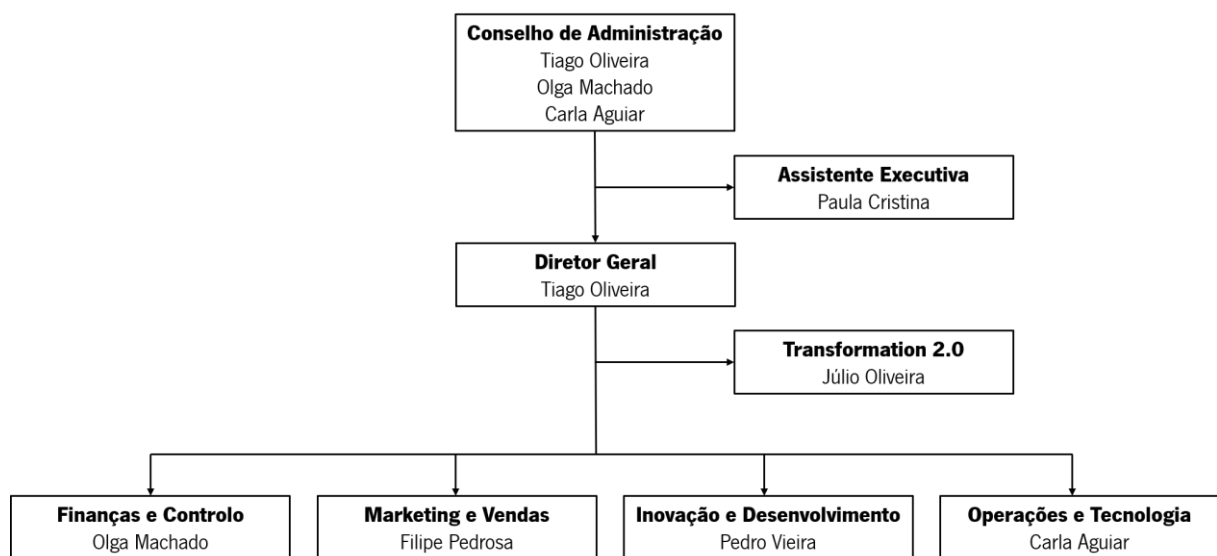 Conselho de Administração
Tiago Oliveira
Olga Machado
Carla Aguiar
Assistente Executiva
Paula Cristina
Diretor Geral
Tiago Oliveira
Transformation 2.0
Júlio Oliveira
Finanças e Controlo
Olga Machado
Marketing e Vendas
Filipe Pedrosa
Inovação e Desenvolvimento
Pedro Vieira
Operações e Tecnologia
Carla Aguiar